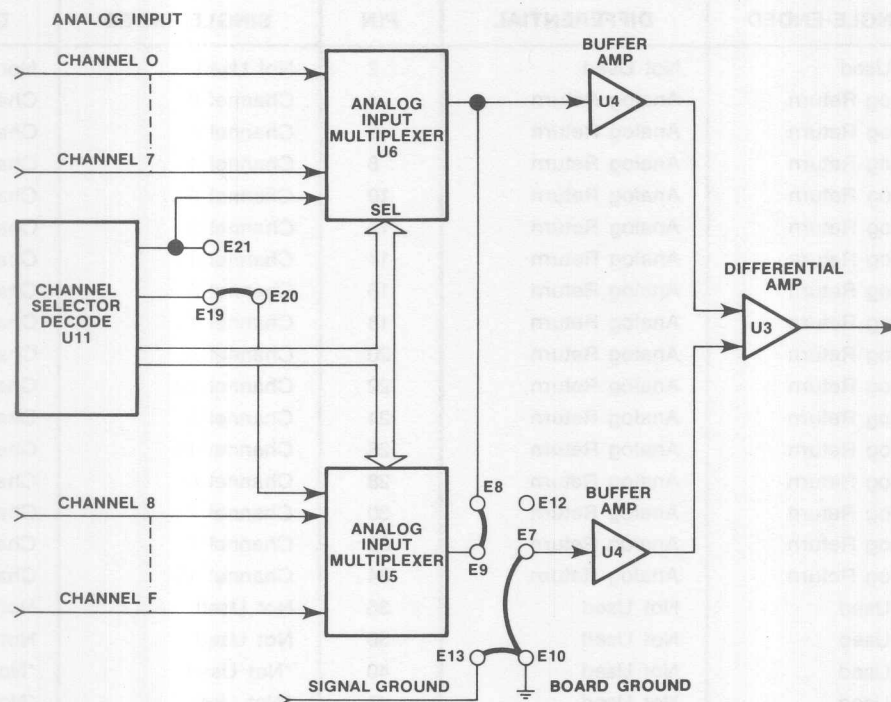 ANALOG INPUT
CHANNEL O
CHANNEL 7
ANALOG
INPUT
MULTIPLEXER
U6
SEL
BUFFER
AMP
U4
E21
E19
E20
CHANNEL
SELECTOR
DECODE
U11
DIFFERENTIAL
AMP
U3
CHANNEL 8
CHANNEL F
ANALOG
INPUT
MULTIPLEXER
U5
E8
E9
E12
E7
BUFFER
AMP
U4
E13
E10
SIGNAL GROUND
BOARD GROUND